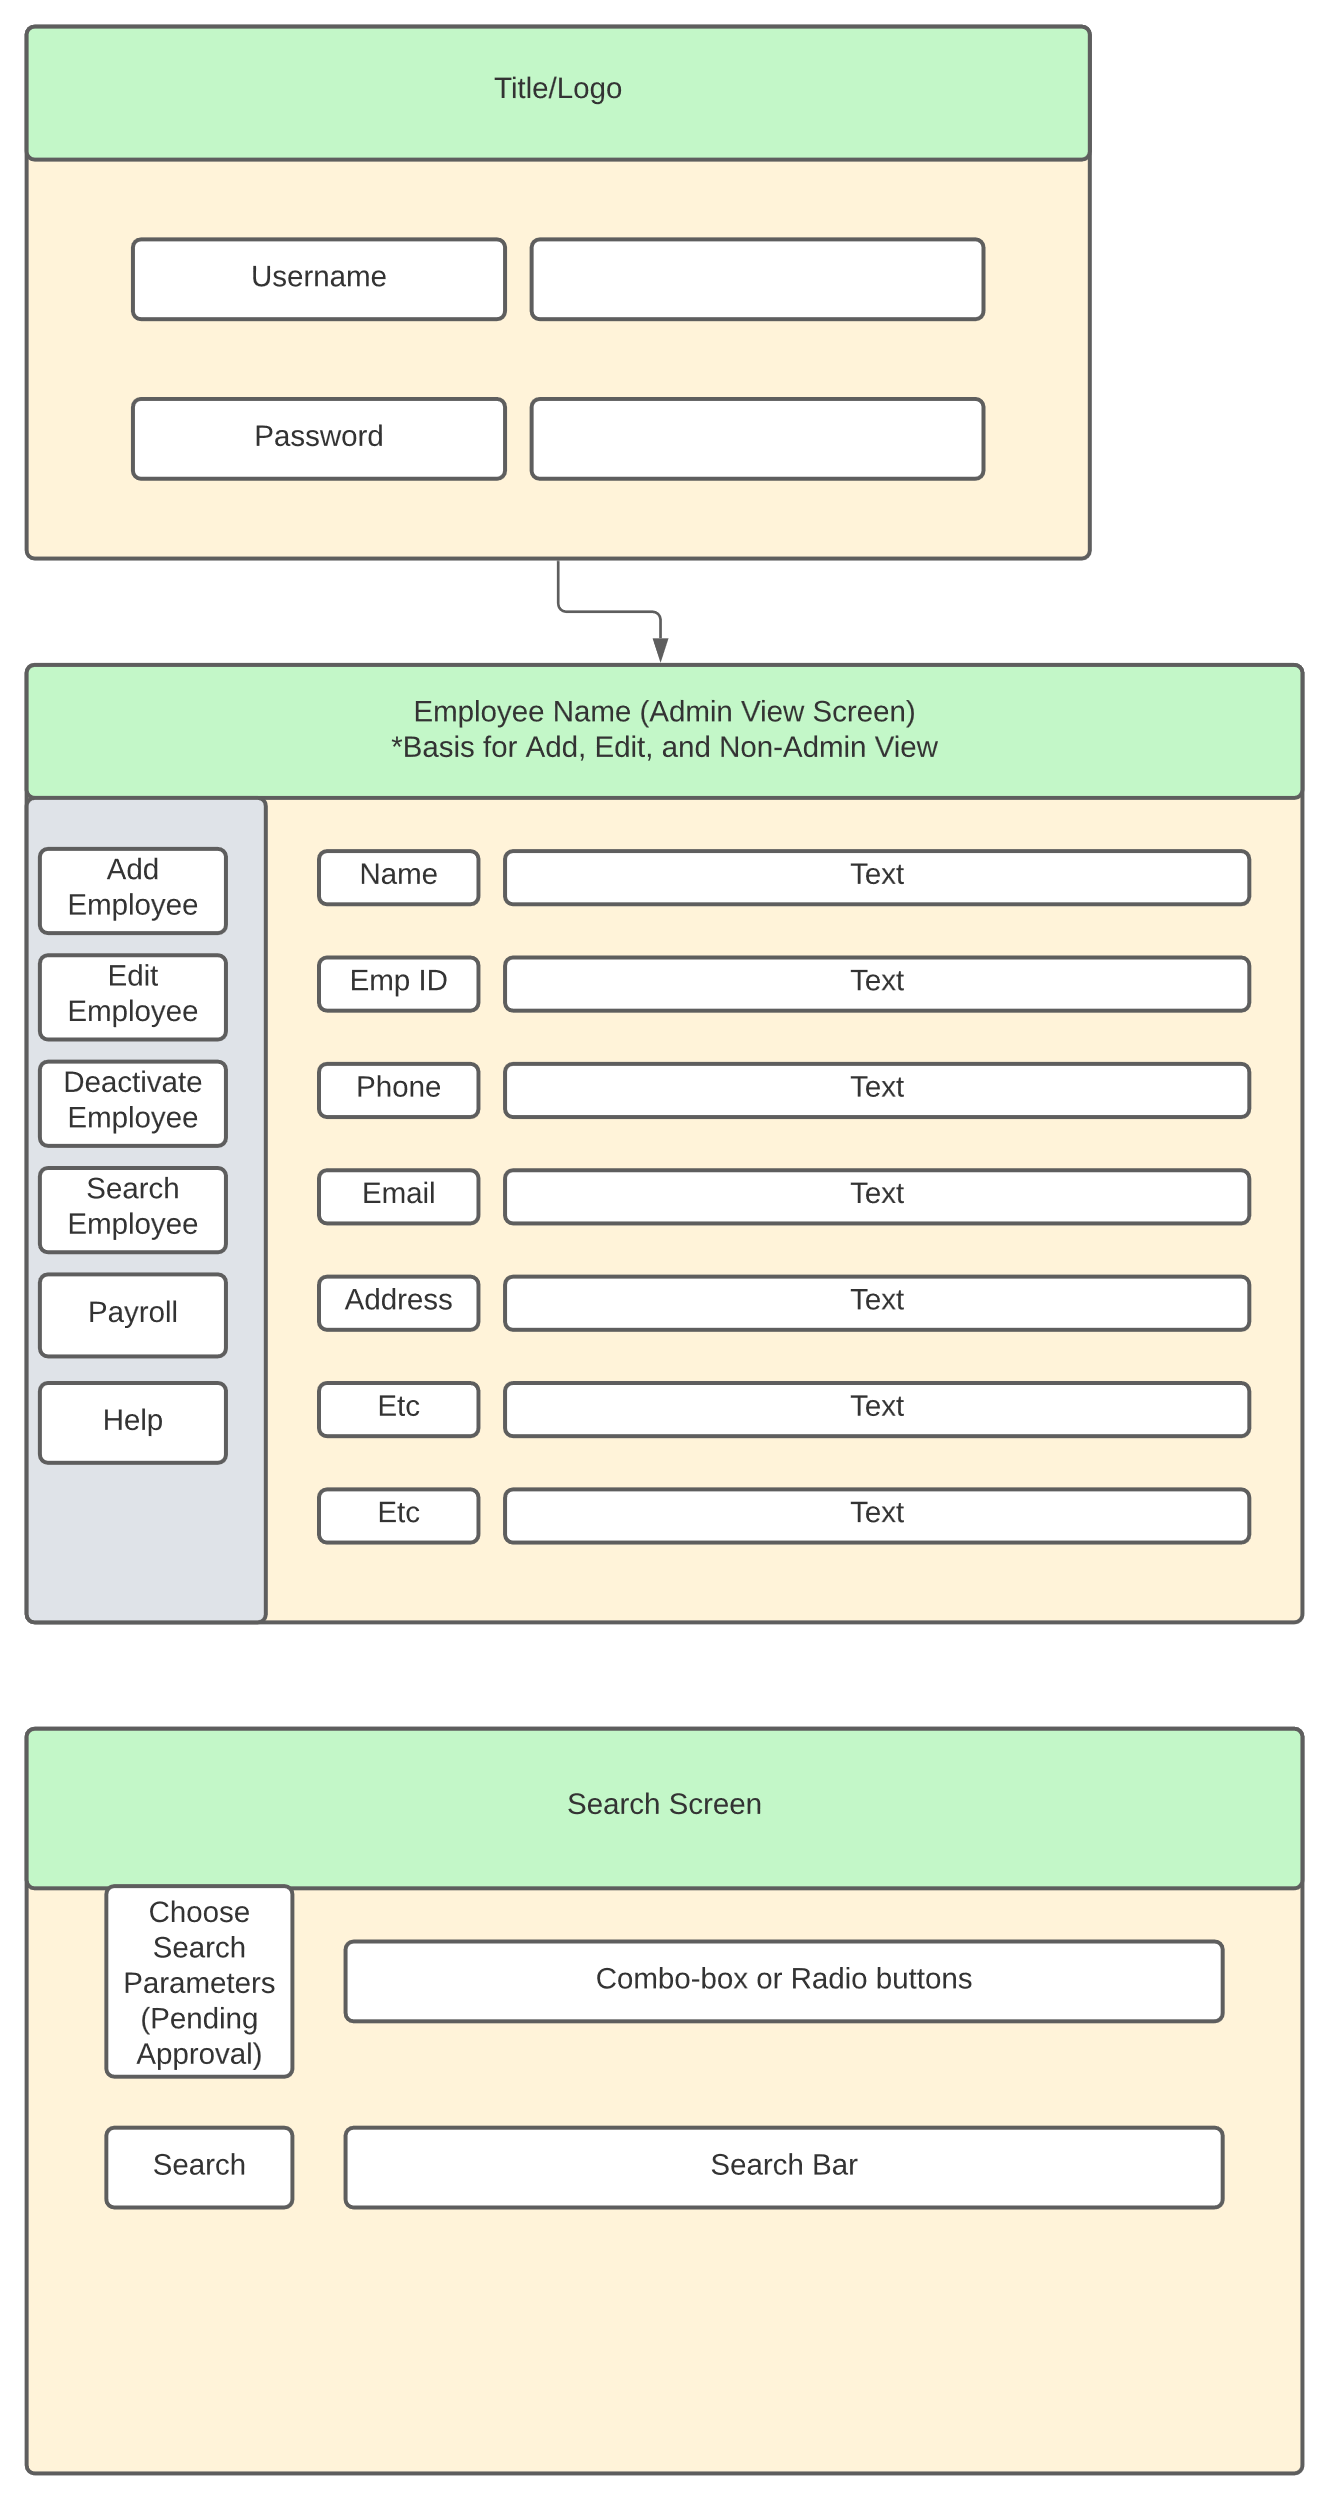 Title/Logo
Username
Password
Employee Name (Admin View Screen)
*Basis for Add, Edit, and Non-Admin View
Add
Employee
Edit
Employee
Deactivate
Employee
Search
Employee
Payroll
Help
Name
Text
Emp ID
Text
Phone
Text
Email
Text
Address
Text
Etc
Text
Etc
Text
Search Screen
Choose
Search
Parameters
(Pending
Approval)
Combo-box or Radio buttons
Search
Search Bar